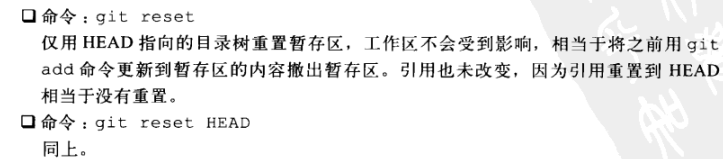 ❑ 命令：git reset
仅用 HEAD 指向的目录树重置暂存区，工作区不会受到影响，相当于将之前用 git
add 命令更新到暂存区的内容撤出暂存区。引用也未改变，因为引用重置到 HEAD
相当于没有重置。
❑ 命令：git reset HEAD
同上。